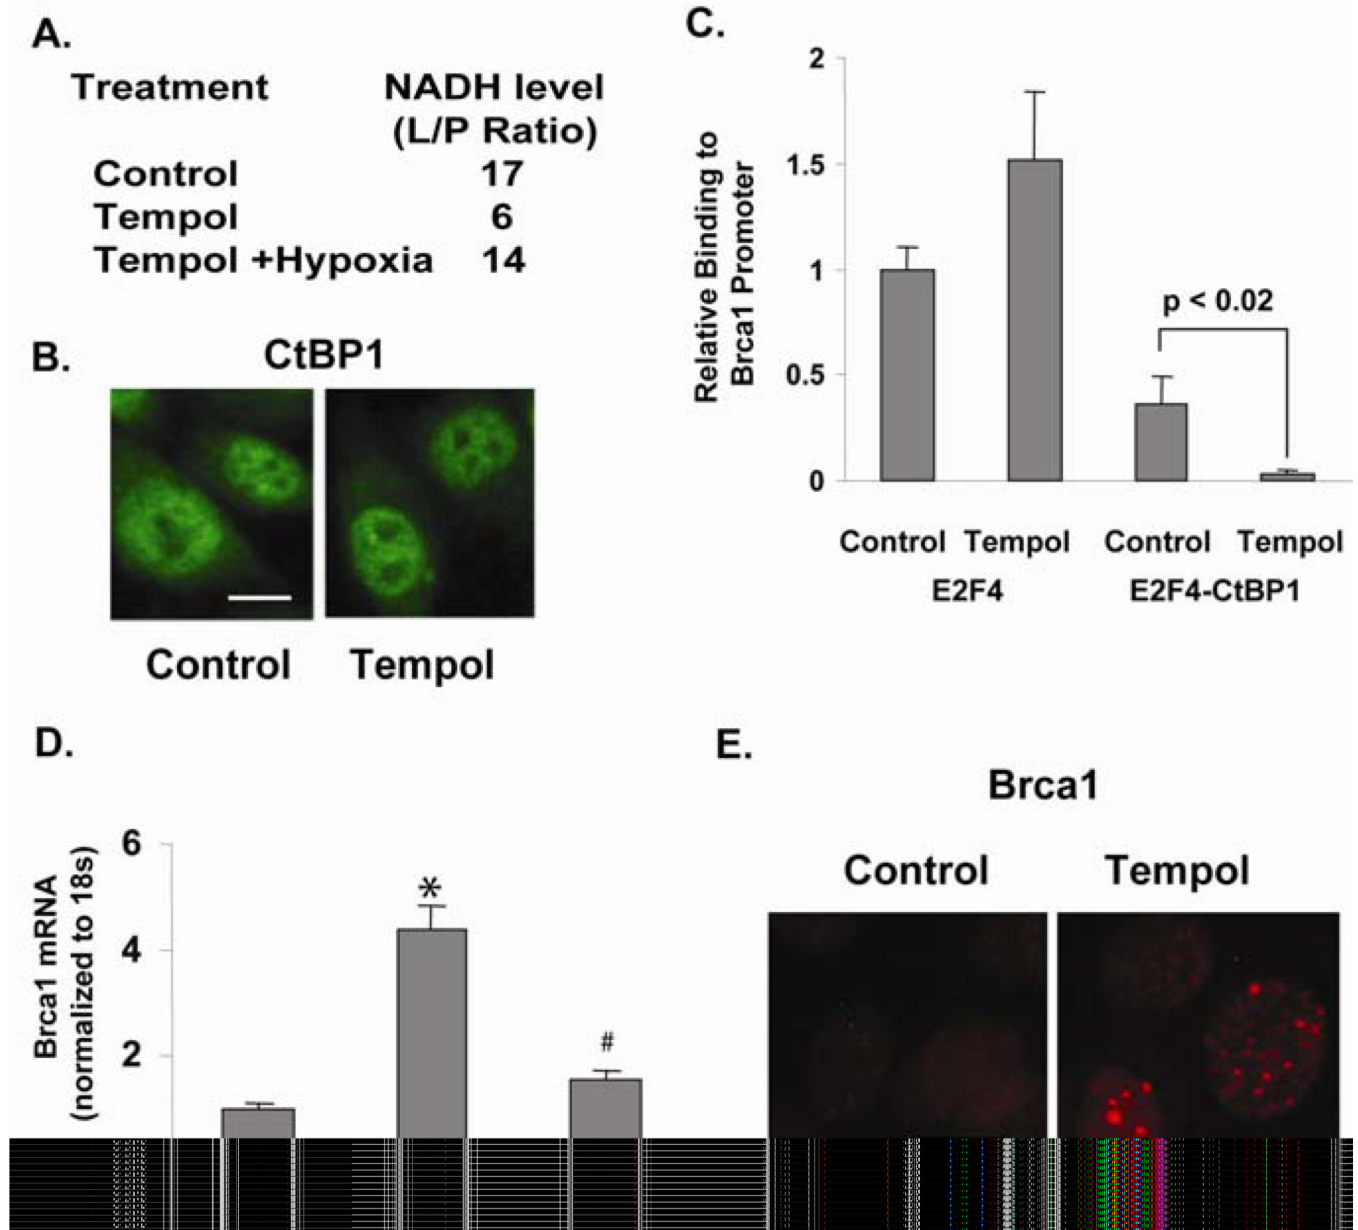 A.
Treatment NADH level
(L/P Ratio)
Control 17
Tempol 6
Tempol +Hypoxia 14
B. CtBP1
Control Tempol
C.
Relative Binding to
Brca1 Promoter
2
1.5
1
0.5
0
p < 0.02
Control Tempol Control Tempol
E2F4 E2F4-CtBP1
D.
Brca1 mRNA
(normalized to 18s)
6
4
2
*
#
E.
Brca1
Control Tempol